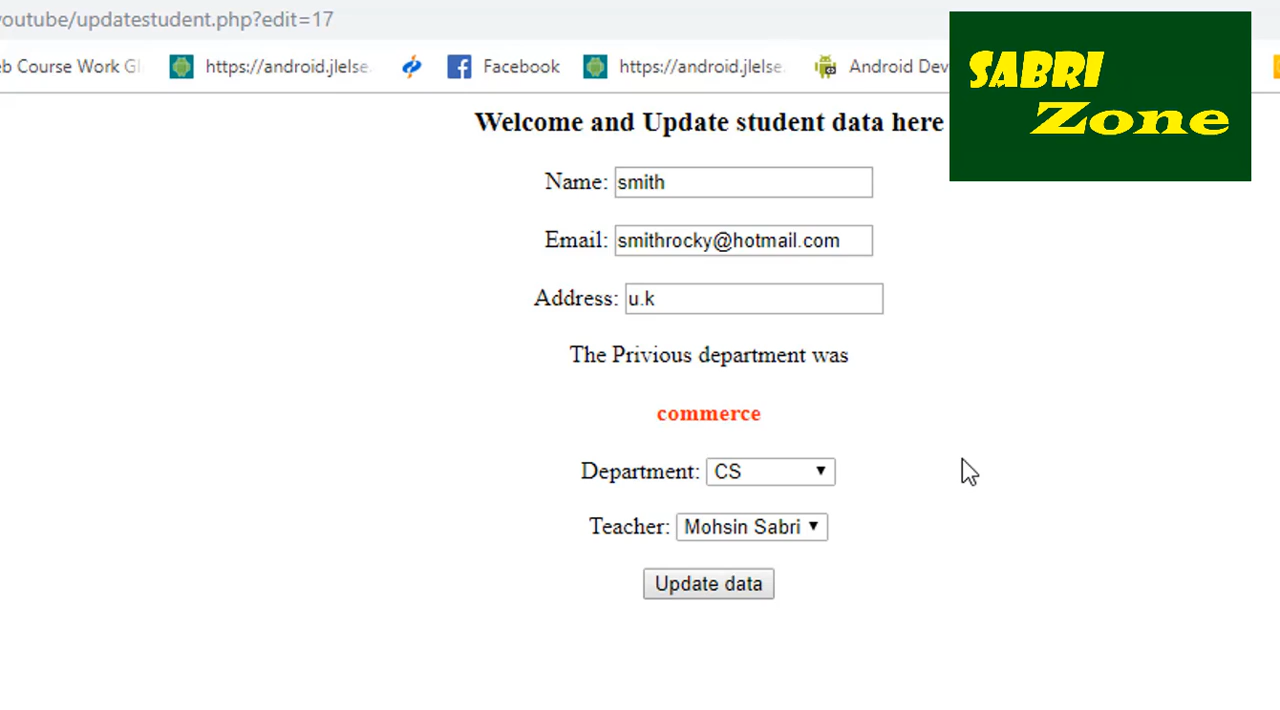 youtube/updatestudent.php?edit=17
eb Course Work Gl https://android.jlelse. Facebook https://android.jlelse. Android Dev
SABRI
Zone
Welcome and Update student data here
Name: smith
Email: smithrocky@hotmail.com
Address: u.k
The Privious department was
commerce
Department: CS
Teacher: Mohsin Sabri
Update data